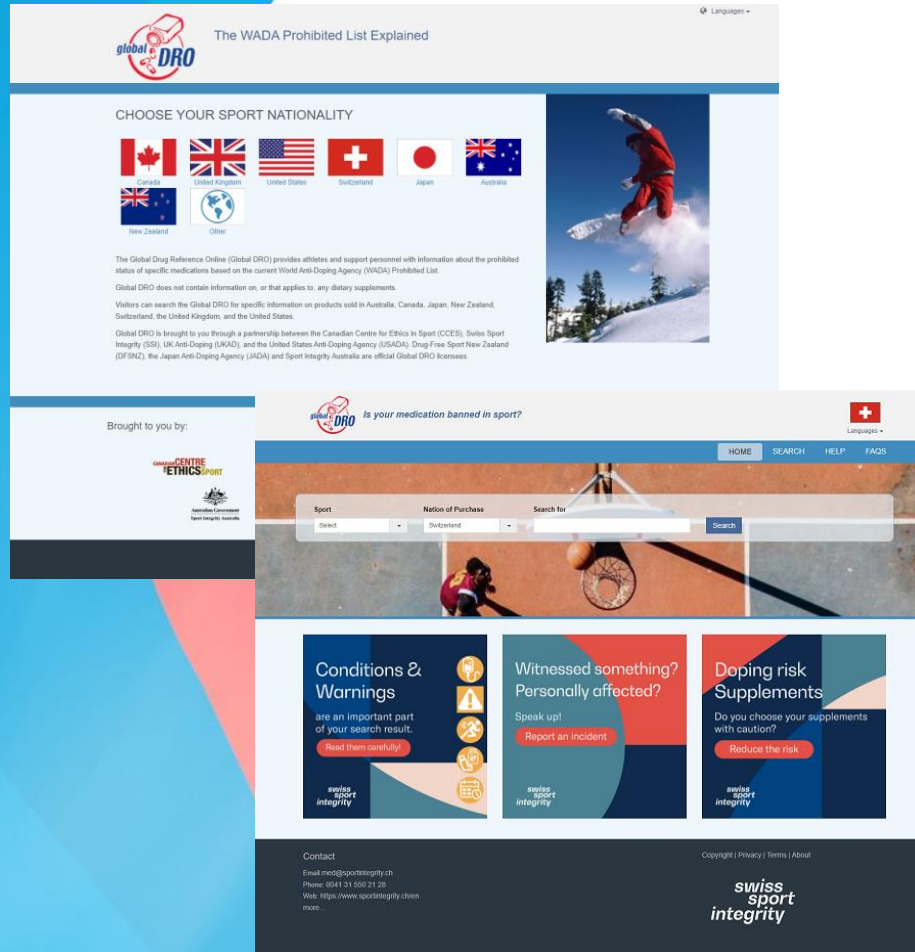 Languages
global DRO
The WADA Prohibited List Explained
CHOOSE YOUR SPORT NATIONALITY
Canada
United Kingdom
United States
Switzerland
Japan
Australia
New Zealand
Other
The Global Drug Reference Online (Global DRO) provides athletes and support personnel with information about the prohibited
status of specific medications based on the current World Anti-Doping Agency (WADA) Prohibited List.
Global DRO does not contain information on, or that applies to, any dietary supplements.
Visitors can search the Global DRO for specific information on products sold in Australia, Canada, Japan, New Zealand,
Switzerland, the United Kingdom, and the United States.
Global DRO is brought to you through a partnership between the Canadian Centre for Ethics in Sport (CCES), Swiss Sport
Integrity (SSI), UK Anti-Doping (UKAD), and the United States Anti-Doping Agency (USADA). Drug-Free Sport New Zealand
(DFSNZ), the Japan Anti-Doping Agency (JADA) and Sport Integrity Australia are official Global DRO licensees.
Brought to you by:
CANADIAN CENTRE
ETHICS SPORT
Australian Government
Sport Integrity Australia
global DRO
Is your medication banned in sport?
Languages
HOME SEARCH HELP FAQS
Sport
Nation of Purchase
Search for
Select
Switzerland
Search
Conditions &
Warnings
are an important part
of your search result.
Read them carefully!
swiss
sport
integrity
Witnessed something?
Personally affected?
Speak up!
Report an incident
swiss
sport
integrity
Doping risk
Supplements
Do you choose your supplements
with caution?
Reduce the risk
swiss
sport
integrity
Contact
Email:med@sportintegrity.ch
Phone: 0041 31 550 21 28
Web: https://www.sportintegrity.ch/en
more...
Copyright | Privacy | Terms | About
swiss
sport
integrity